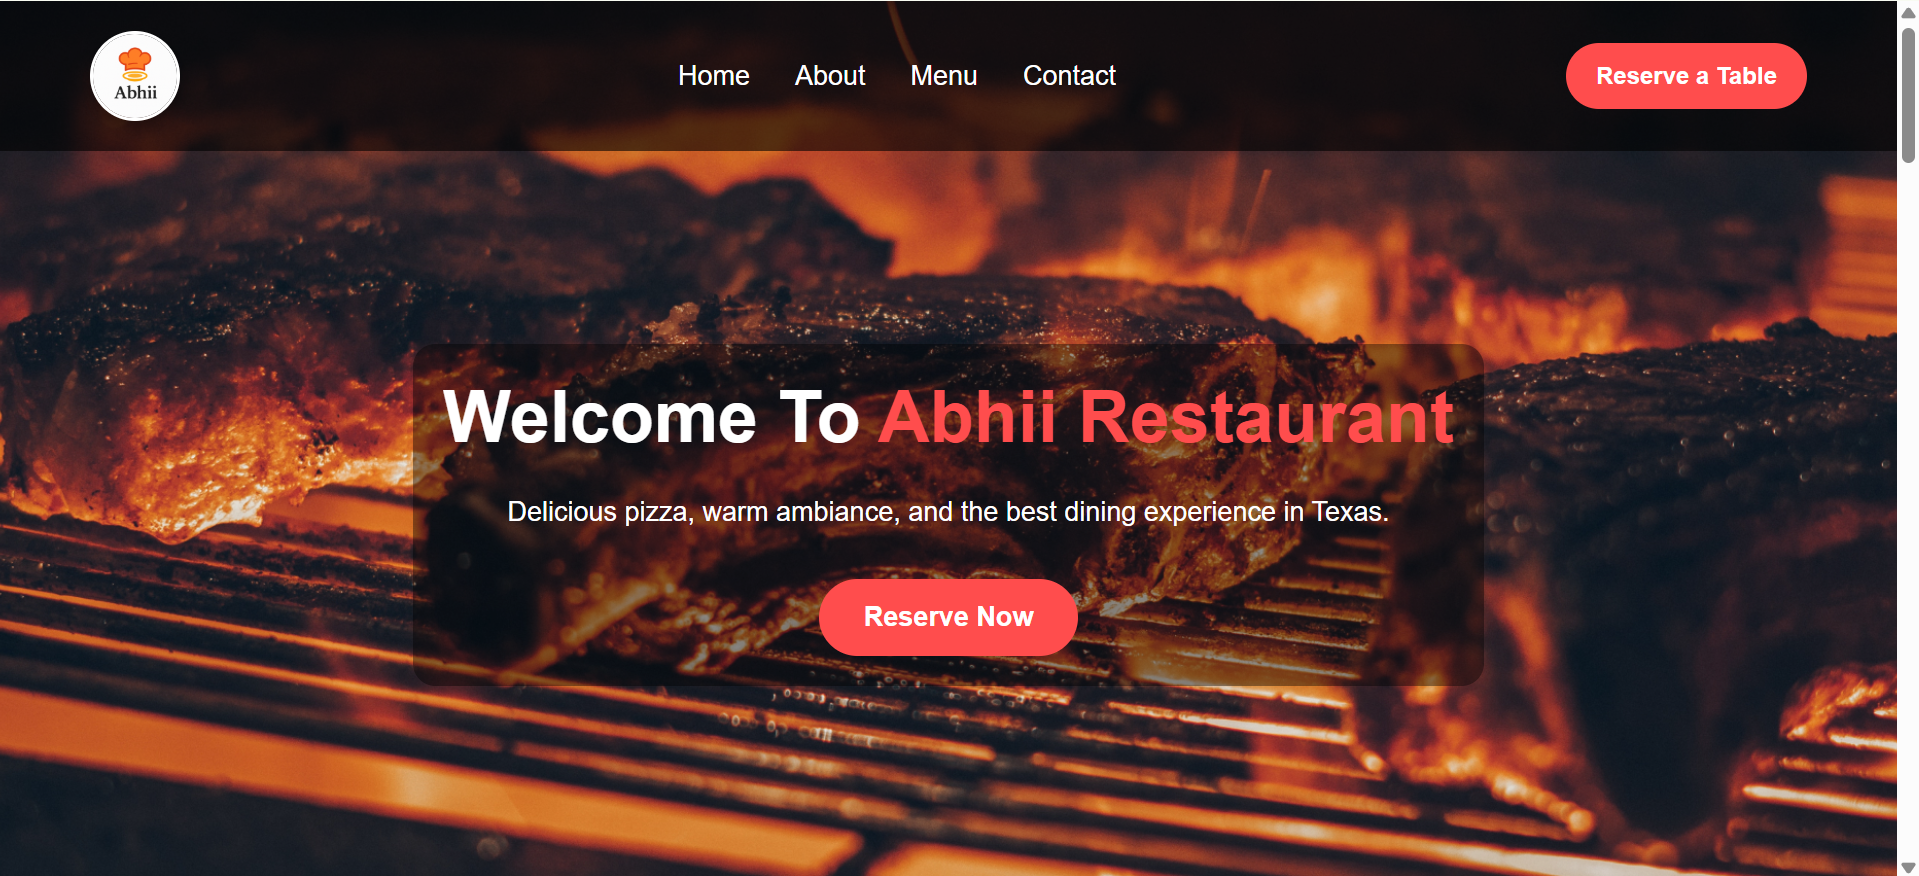 Abhii
Home
About
Menu
Contact
Reserve a Table
Welcome To Abhii Restaurant
Delicious pizza, warm ambiance, and the best dining experience in Texas.
Reserve Now